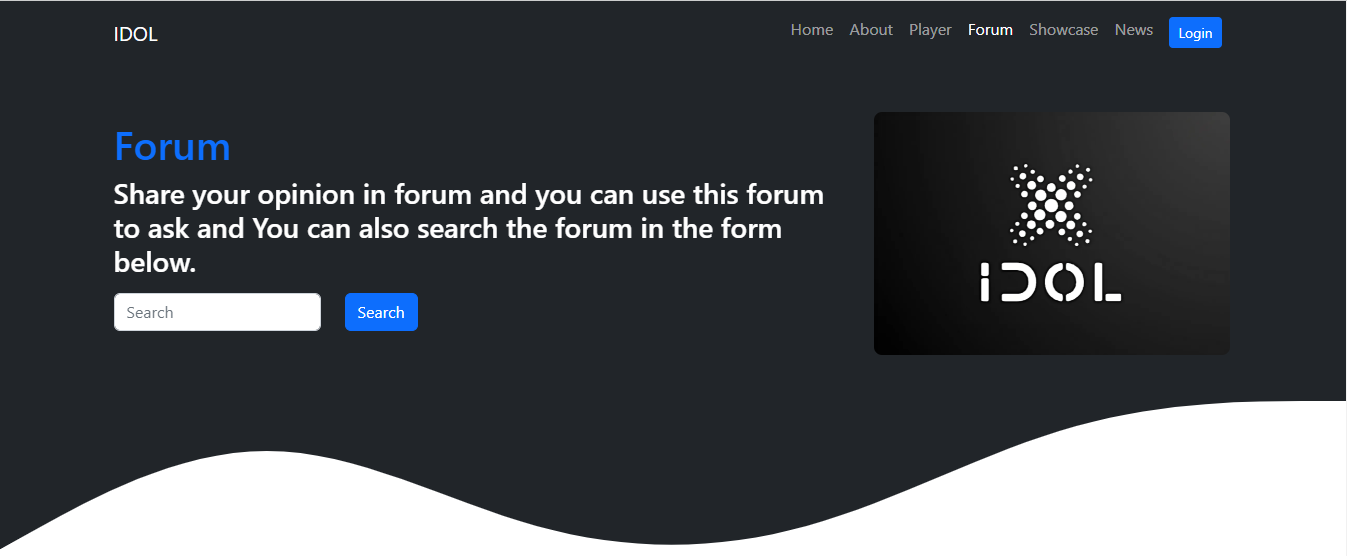 IDOL
Home About Player Forum Showcase News Login
Forum
Share your opinion in forum and you can use this forum
to ask and You can also search the forum in the form
below.
Search Search
IDOL